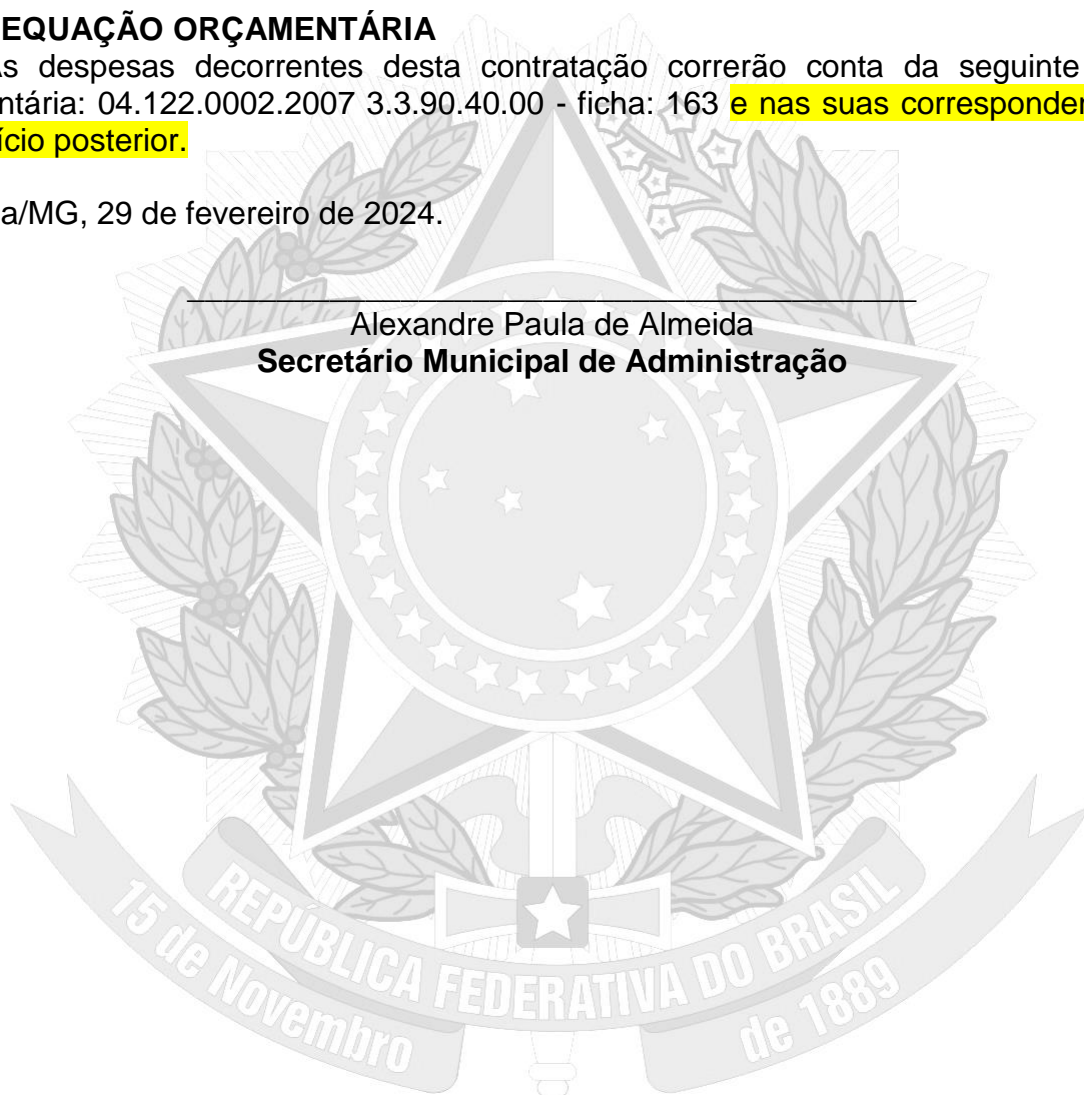 EQUAÇÃO ORÇAMENTÁRIA
As despesas decorrentes desta contratação correrão conta da seguinte
ntária: 04.122.0002.2007 3.3.90.40.00 - ficha: 163 e nas suas corresponden
ício posterior.
a/MG, 29 de fevereiro de 2024.
Alexandre Paula de Almeida
Secretário Municipal de Administração
REPÚBLICA FEDERATIVA DO BRASIL
15 de Novembro
de 1889